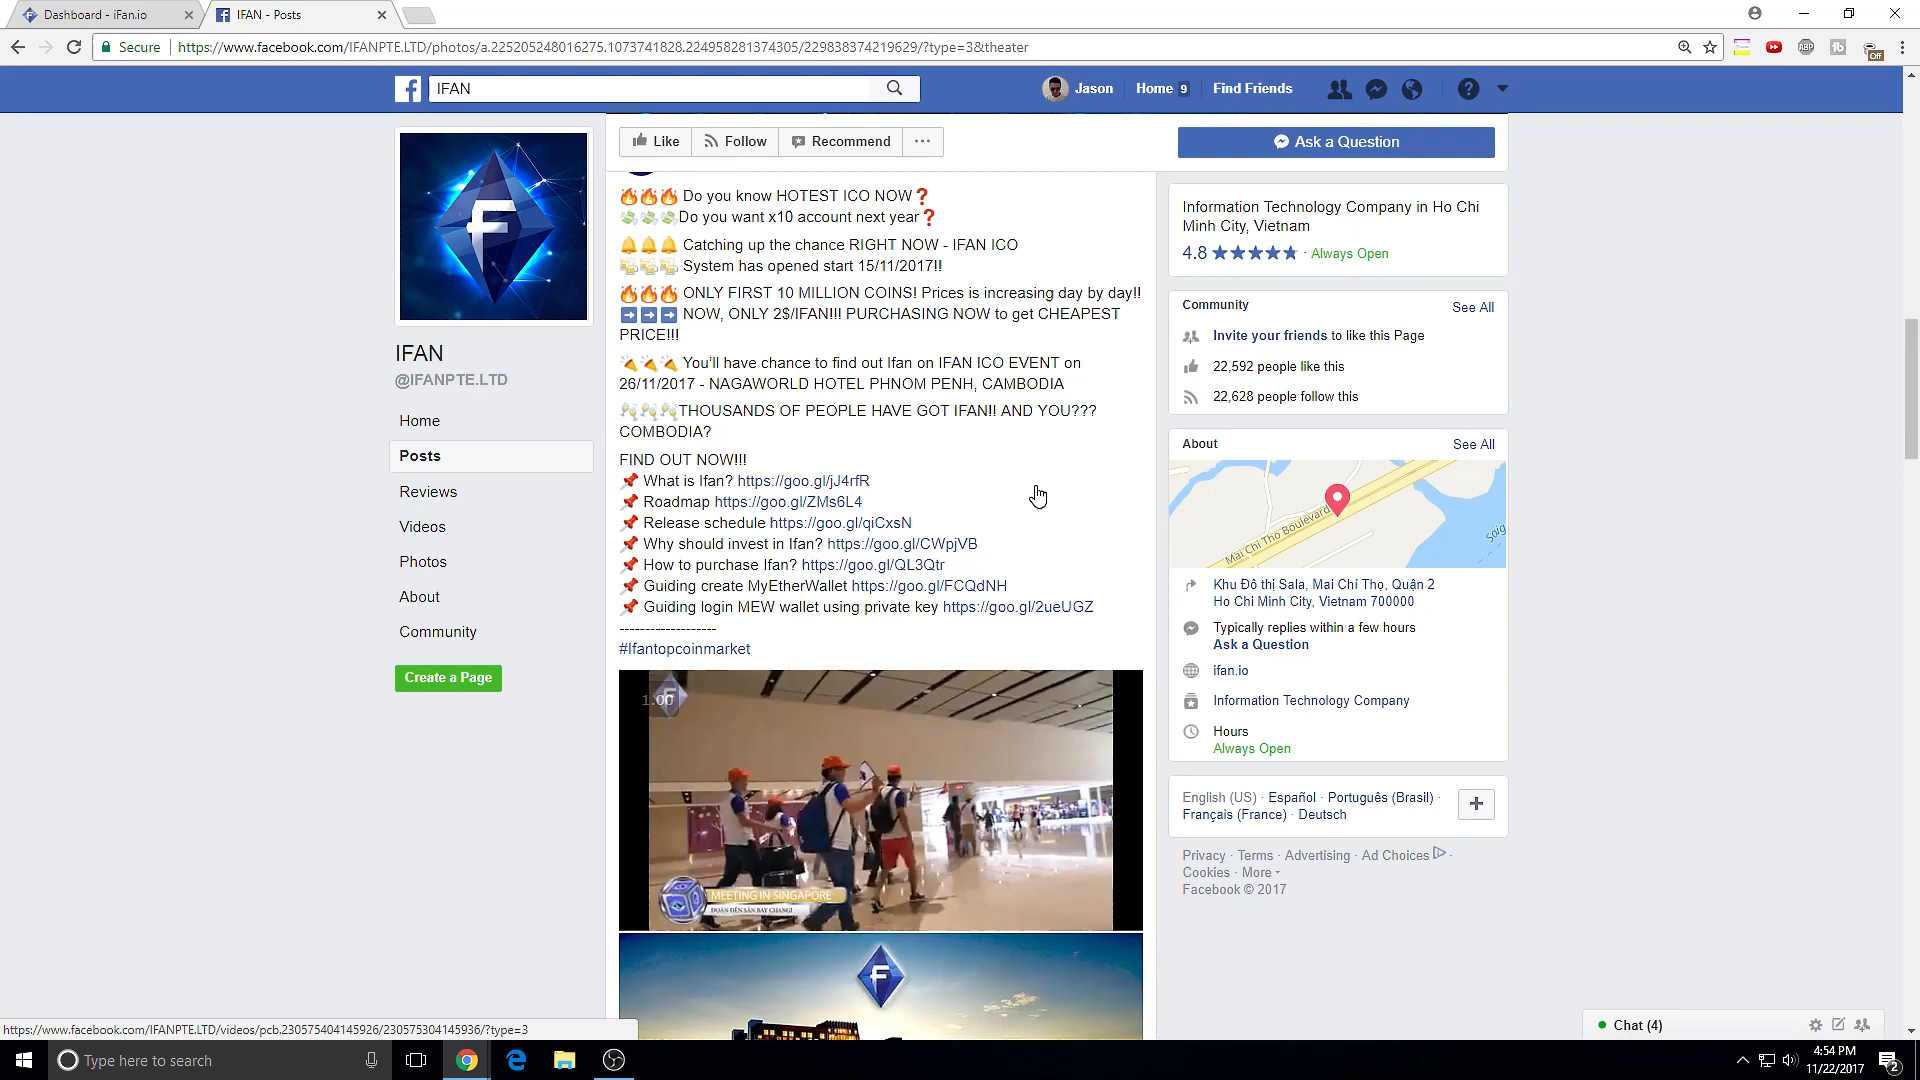 Dashboard - iFan.io
IFAN - Posts
Secure
https://www.facebook.com/IFANPTE.LTD/photos/a.225205248016275.1073741828.224958281374305/229838374219629/?type=3&theater
ABP
Off
IFAN
Jason
Home 9
Find Friends
Like
Follow
Recommend
Ask a Question
F
IFAN
@IFANPTE.LTD
Home
Posts
Reviews
Videos
Photos
About
Community
Create a Page
🔥🔥🔥 Do you know HOTEST ICO NOW❓
💸💸💸Do you want x10 account next year❓
🔔🔔🔔 Catching up the chance RIGHT NOW - IFAN ICO
🍻🍻🍻 System has opened start 15/11/2017!!
🔥🔥🔥 ONLY FIRST 10 MILLION COINS! Prices is increasing day by day!!
➡➡➡ NOW, ONLY 2$/IFAN!!! PURCHASING NOW to get CHEAPEST
PRICE!!!
🎉🎉🎉 You'll have chance to find out Ifan on IFAN ICO EVENT on
26/11/2017 - NAGAWORLD HOTEL PHNOM PENH, CAMBODIA
🥂🥂🥂THOUSANDS OF PEOPLE HAVE GOT IFAN!! AND YOU???
COMBODIA?
FIND OUT NOW!!!
📌 What is Ifan? https://goo.gl/jJ4rfR
📌 Roadmap https://goo.gl/ZMs6L4
📌 Release schedule https://goo.gl/qiCxsN
📌 Why should invest in Ifan? https://goo.gl/CWpjVB
📌 How to purchase Ifan? https://goo.gl/QL3Qtr
📌 Guiding create MyEtherWallet https://goo.gl/FCQdNH
📌 Guiding login MEW wallet using private key https://goo.gl/2ueUGZ
-------------------
#Ifantopcoinmarket
1.00
F
MEETING IN SINGAPORE
ĐOÀN ĐẾN SÂN BAY CHANGI
F
Information Technology Company in Ho Chi
Minh City, Vietnam
4.8 ★★★★★ · Always Open
Community
See All
Invite your friends to like this Page
22,592 people like this
22,628 people follow this
About
See All
Mai Chi Tho Boulevard
Saig
Khu Đô thị Sala, Mai Chí Thọ, Quận 2
Ho Chi Minh City, Vietnam 700000
Typically replies within a few hours
Ask a Question
ifan.io
Information Technology Company
Hours
Always Open
English (US) · Español · Português (Brasil) ·
Français (France) · Deutsch
Privacy · Terms · Advertising · Ad Choices ·
Cookies · More
Facebook © 2017
https://www.facebook.com/IFANPTE.LTD/videos/pcb.230575404145926/230575304145936/?type=3
Chat (4)
Type here to search
4:54 PM
11/22/2017
2